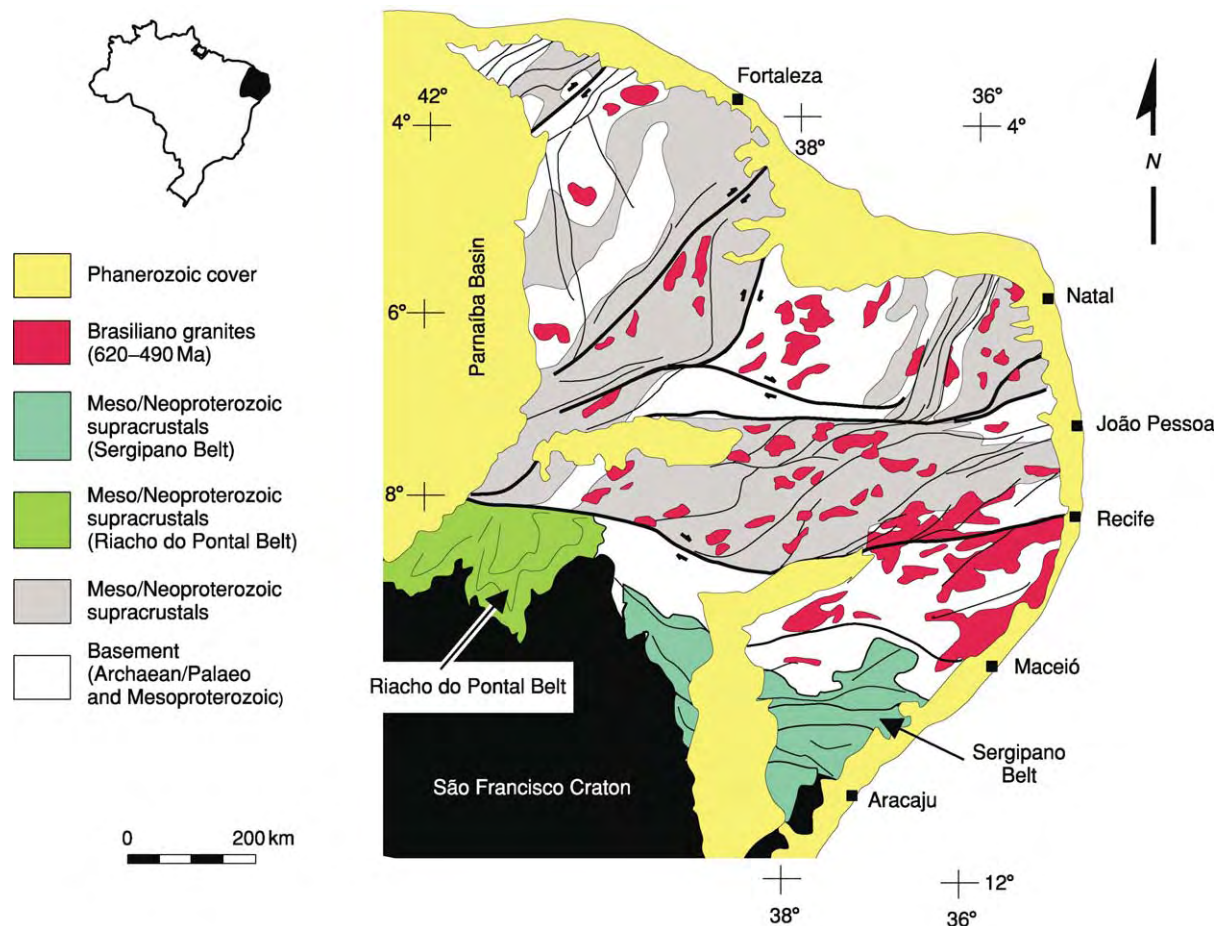 Fortaleza
42°
36°
4°
38°
4°
N
Parnaíba Basin
Phanerozoic cover
Natal
Brasiliano granites
(620–490 Ma)
6°
Meso/Neoproterozoic
supracrustals
(Sergipano Belt)
João Pessoa
8°
Meso/Neoproterozoic
supracrustals
(Riacho do Pontal Belt)
Recife
Meso/Neoproterozoic
supracrustals
Basement
(Archaean/Palaeo
and Mesoproterozoic)
Maceió
Riacho do Pontal Belt
Sergipano
Belt
São Francisco Craton
Aracaju
0 200 km
12°
38°
36°